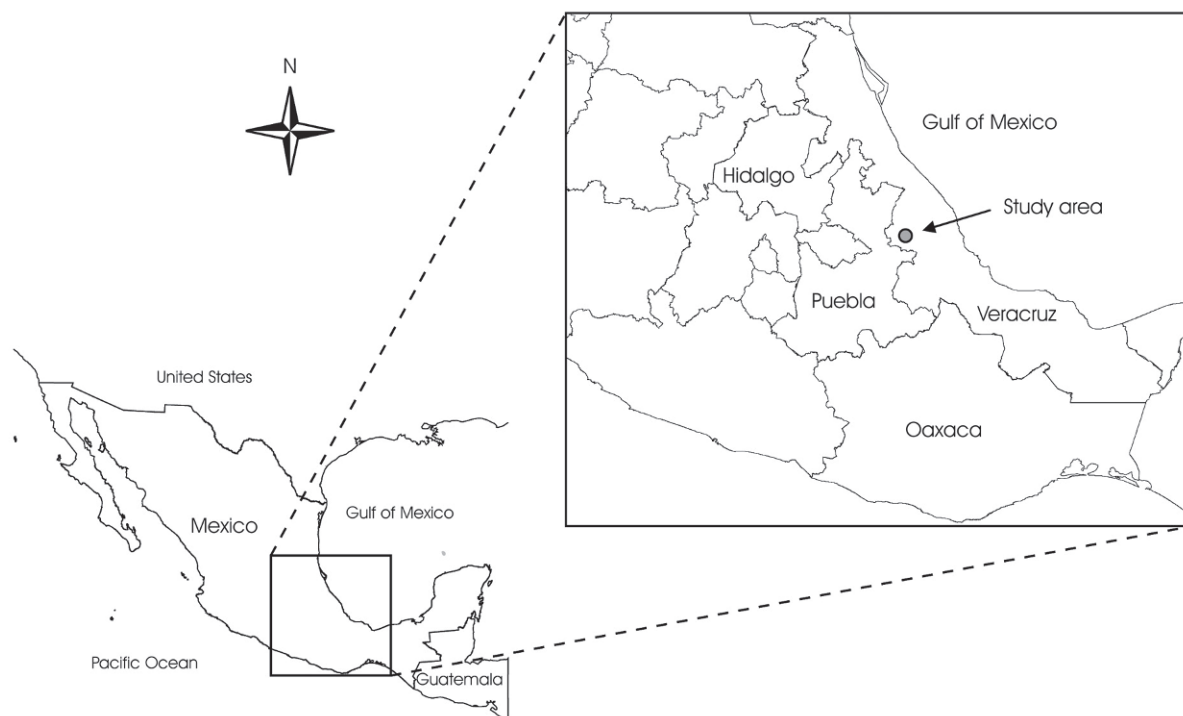 N
United States
Mexico
Gulf of Mexico
Pacific Ocean
Guatemala
Gulf of Mexico
Hidalgo
Study area
Puebla
Veracruz
Oaxaca